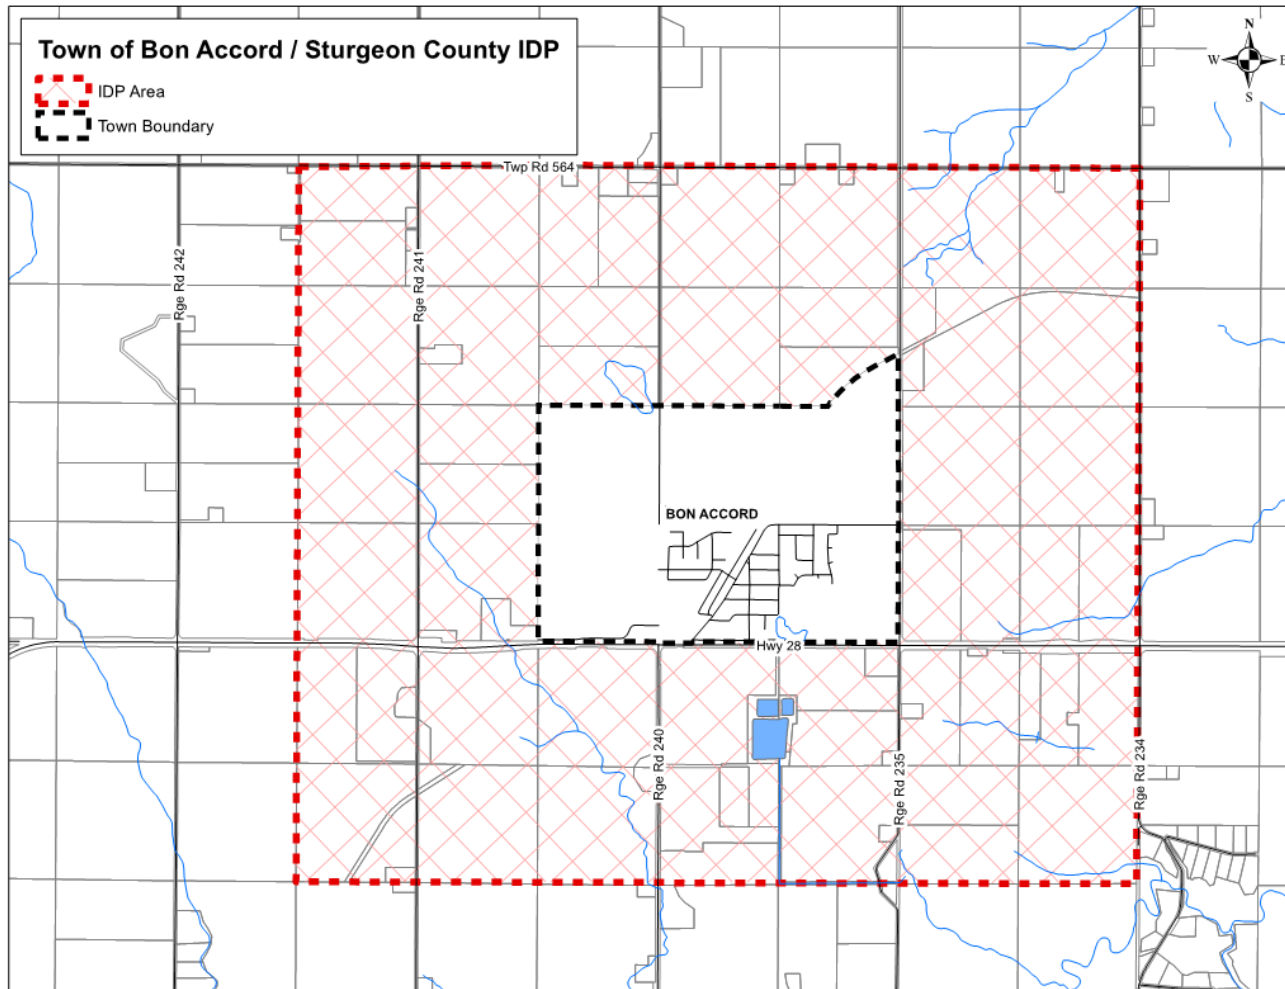 Town of Bon Accord / Sturgeon County IDP
IDP Area
Town Boundary
N
W
E
S
Twp Rd 564
Rge Rd 242
Rge Rd 241
BON ACCORD
Hwy 28
Rge Rd 240
Rge Rd 235
Rge Rd 234